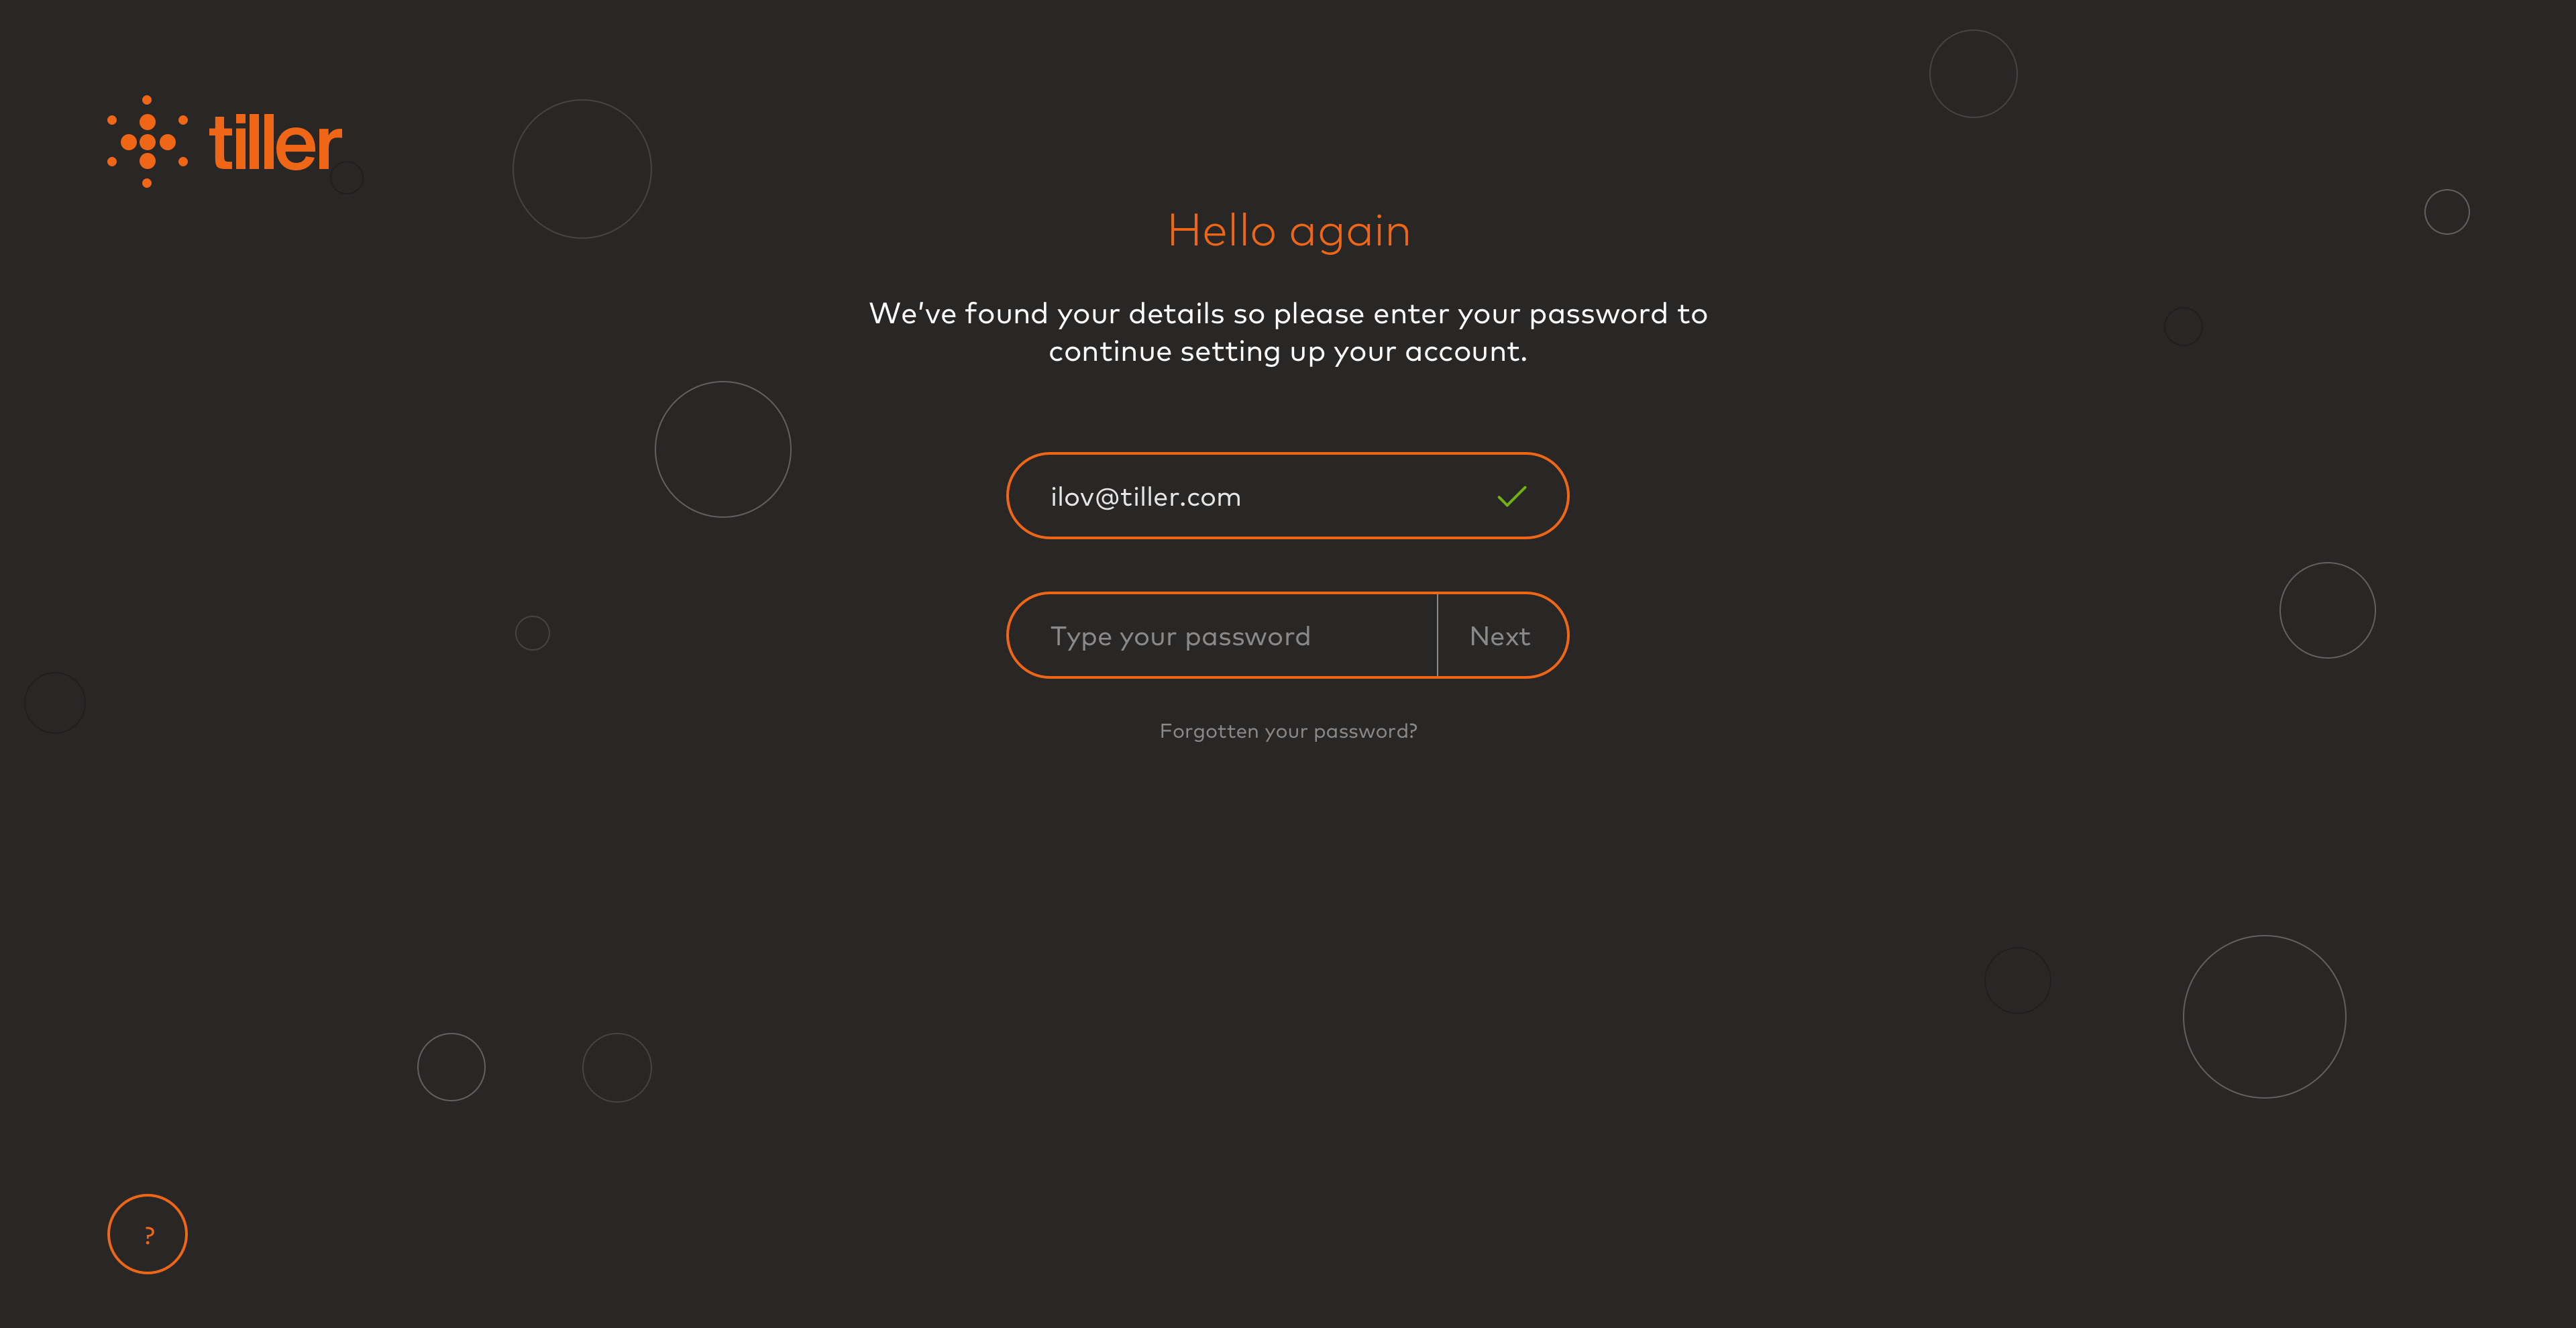 tiller
Hello again
We've found your details so please enter your password to
continue setting up your account.
ilov@tiller.com
Type your password Next
Forgotten your password?
?